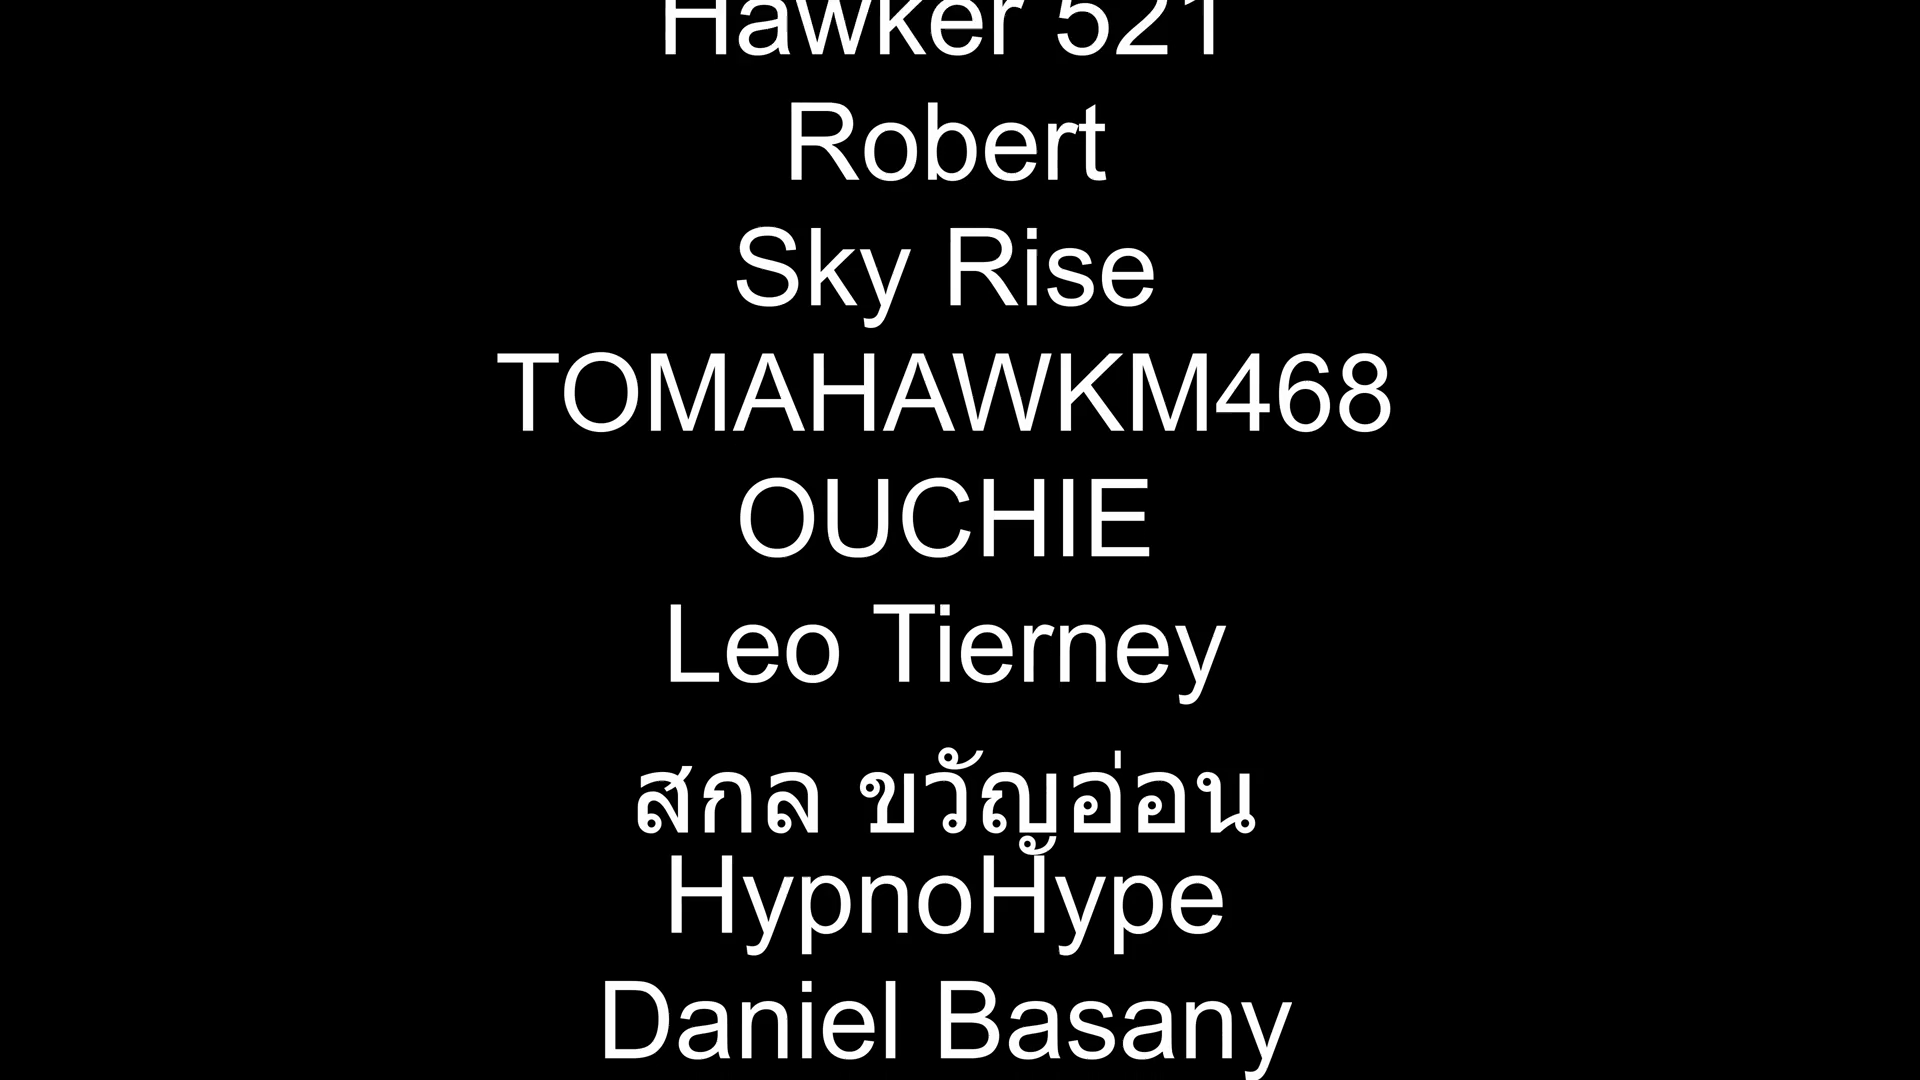 Hawker 521
Robert
Sky Rise
TOMAHAWKM468
OUCHIE
Leo Tierney
สกล ขวัญอ่อน
HypnoHype
Daniel Basany